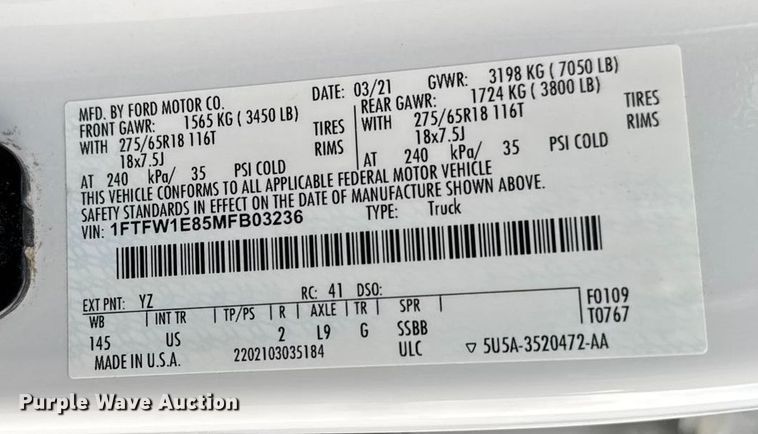 MFD. BY FORD MOTOR CO. DATE: 03/21 GVWR: 3198 KG ( 7050 LB)
FRONT GAWR: 1565 KG ( 3450 LB) REAR GAWR: 1724 KG ( 3800 LB)
WITH 275/65R18 116T TIRES WITH 275/65R18 116T TIRES
18x7.5J RIMS 18x7.5J RIMS
AT 240 kPa/ 35 PSI COLD AT 240 kPa/ 35 PSI COLD
THIS VEHICLE CONFORMS TO ALL APPLICABLE FEDERAL MOTOR VEHICLE
SAFETY STANDARDS IN EFFECT ON THE DATE OF MANUFACTURE SHOWN ABOVE.
VIN: 1FTFW1E85MFB03236 TYPE: Truck
EXT PNT: YZ RC: 41 DSO: F0109
WB INT TR TP/PS R AXLE TR SPR T0767
145 US 2 L9 G SSBB
MADE IN U.S.A. 2202103035184 ULC ▽ 5U5A-3520472-AA
Purple Wave Auction